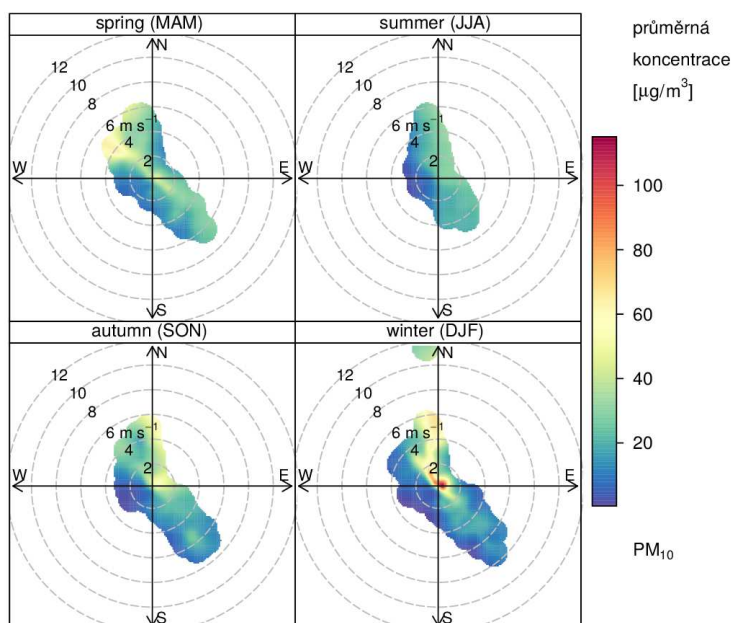 spring (MAM)
N
12
10
8
6 m s⁻¹
4
2
W
E
S
summer (JJA)
N
12
10
8
6 m s⁻¹
4
2
W
E
S
autumn (SON)
N
12
10
8
6 m s⁻¹
4
2
W
E
S
winter (DJF)
N
12
10
8
6 m s⁻¹
4
2
W
E
S
průměrná
koncentrace
[µg/m³]
100
80
60
40
20
PM₁₀